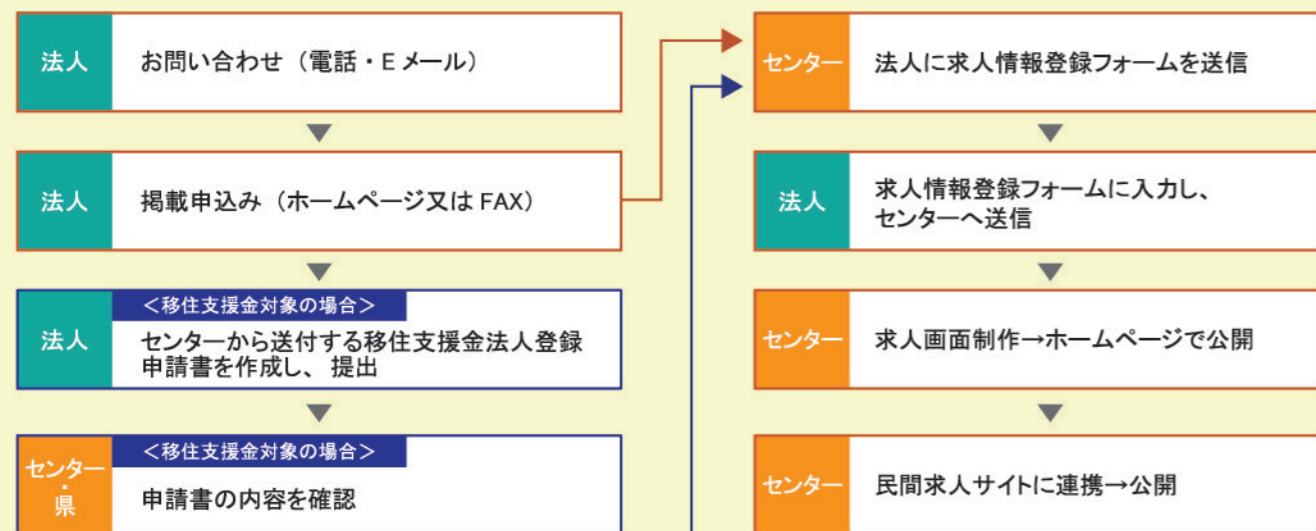 法人
お問い合わせ（電話・Eメール）
法人
掲載申込み（ホームページ又は FAX）
法人
＜移住支援金対象の場合＞
センターから送付する移住支援金法人登録
申請書を作成し、提出
センター
・
県
＜移住支援金対象の場合＞
申請書の内容を確認
センター
法人に求人情報登録フォームを送信
法人
求人情報登録フォームに入力し、
センターへ送信
センター
求人画面制作→ホームページで公開
センター
民間求人サイトに連携→公開